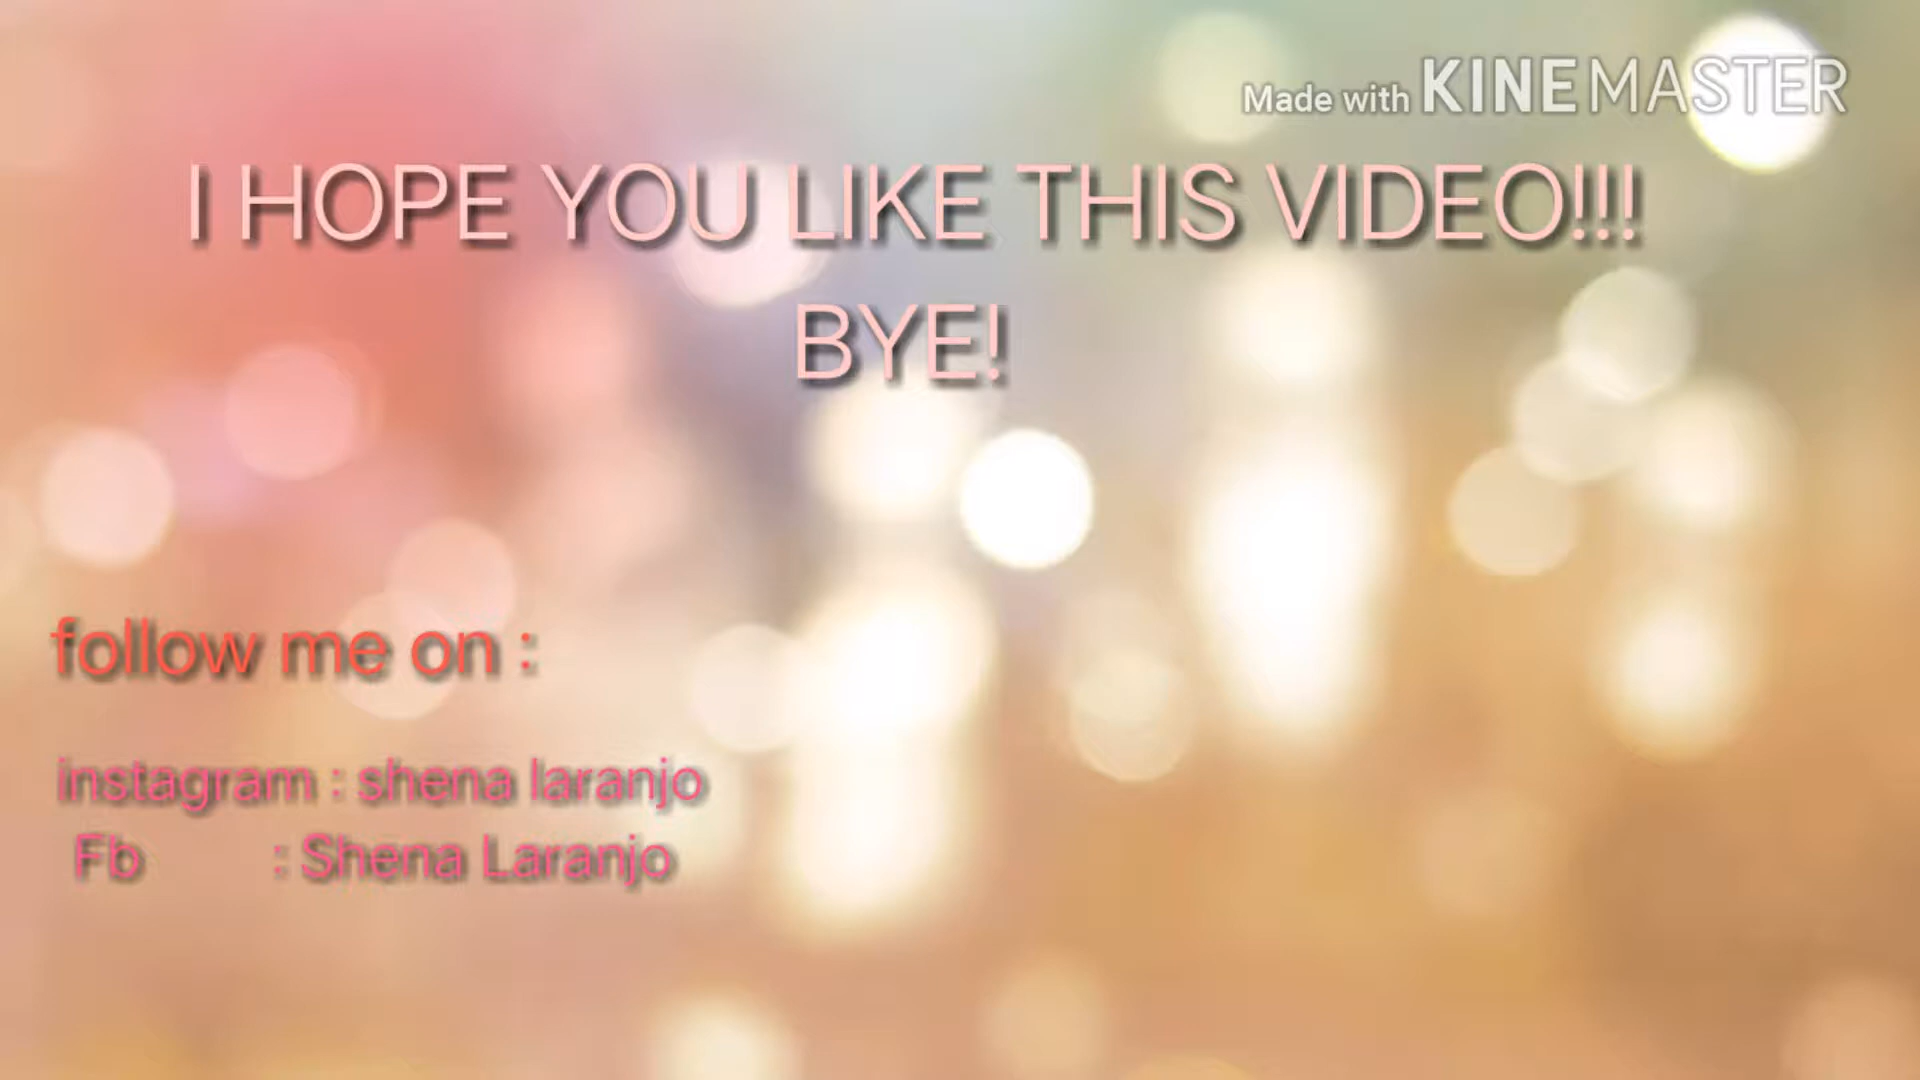 Made with KINEMASTER
I HOPE YOU LIKE THIS VIDEO!!!
BYE!
follow me on :
instagram : shena laranjo
Fb : Shena Laranjo